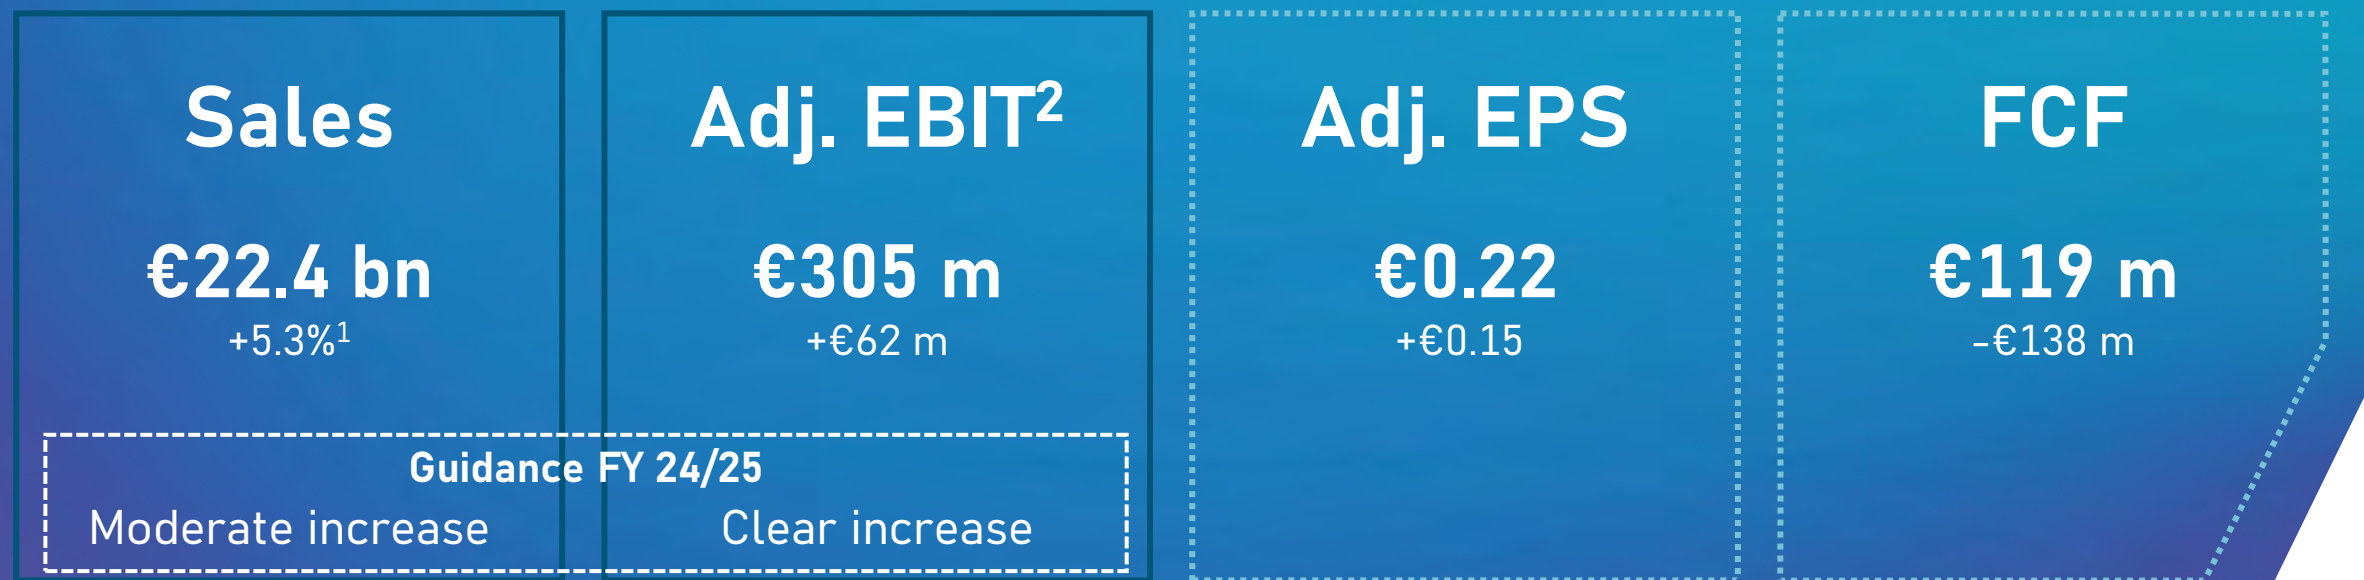 Sales
€22.4 bn
+5.3%¹
Adj. EBIT²
€305 m
+€62 m
Guidance FY 24/25
Moderate increase
Clear increase
Adj. EPS
€0.22
+€0.15
FCF
€119 m
-€138 m